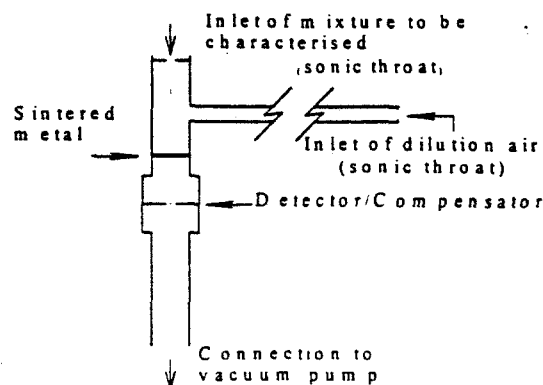 Inlet of mixture to be
characterised
(sonic throat)
Sintered
metal
Inlet of dilution air
(sonic throat)
Detector/Compensator
Connection to
vacuum pump